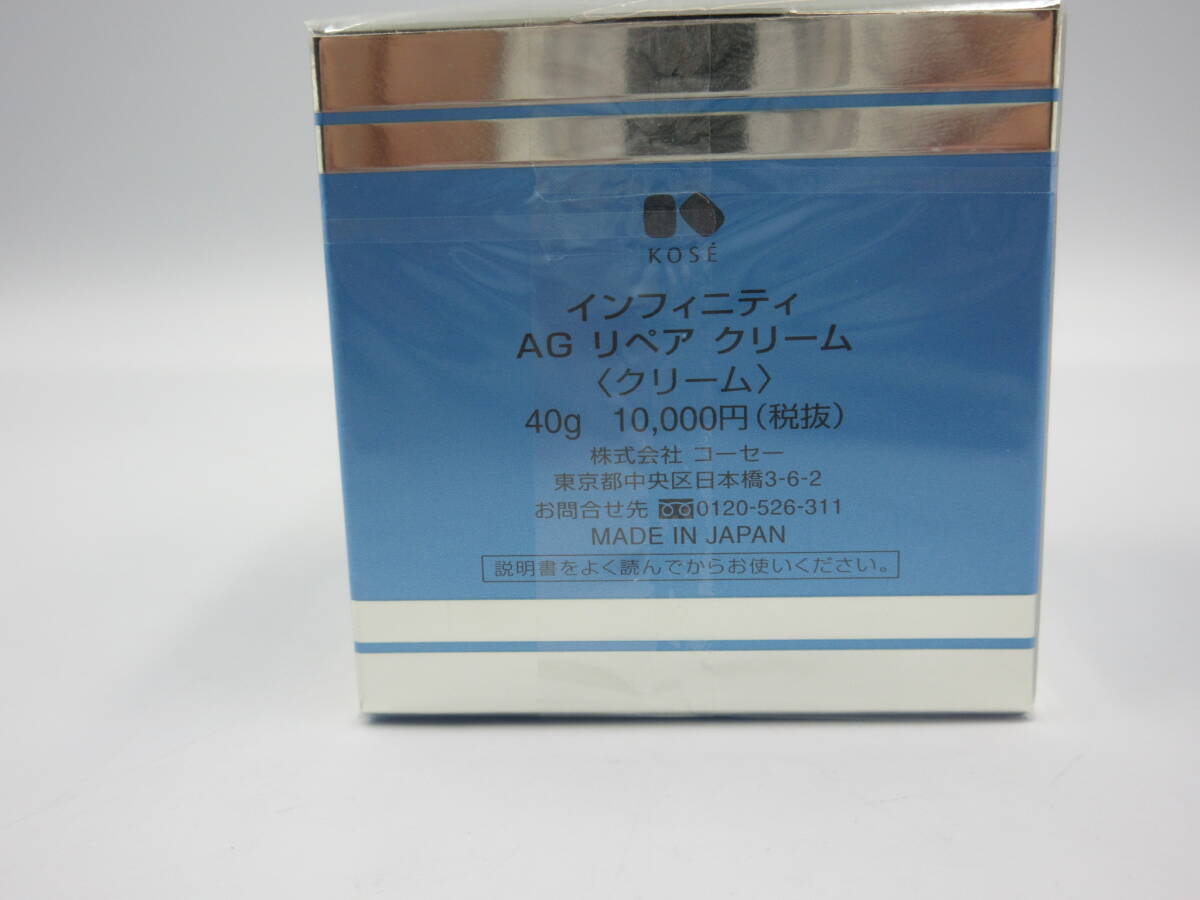 KOSÉ
インフィニティ
AG リペア クリーム
〈クリーム〉
40g 10,000円(税抜)
株式会社 コーセー
東京都中央区日本橋3-6-2
お問合せ先 0120-526-311
MADE IN JAPAN
説明書をよく読んでからお使いください。